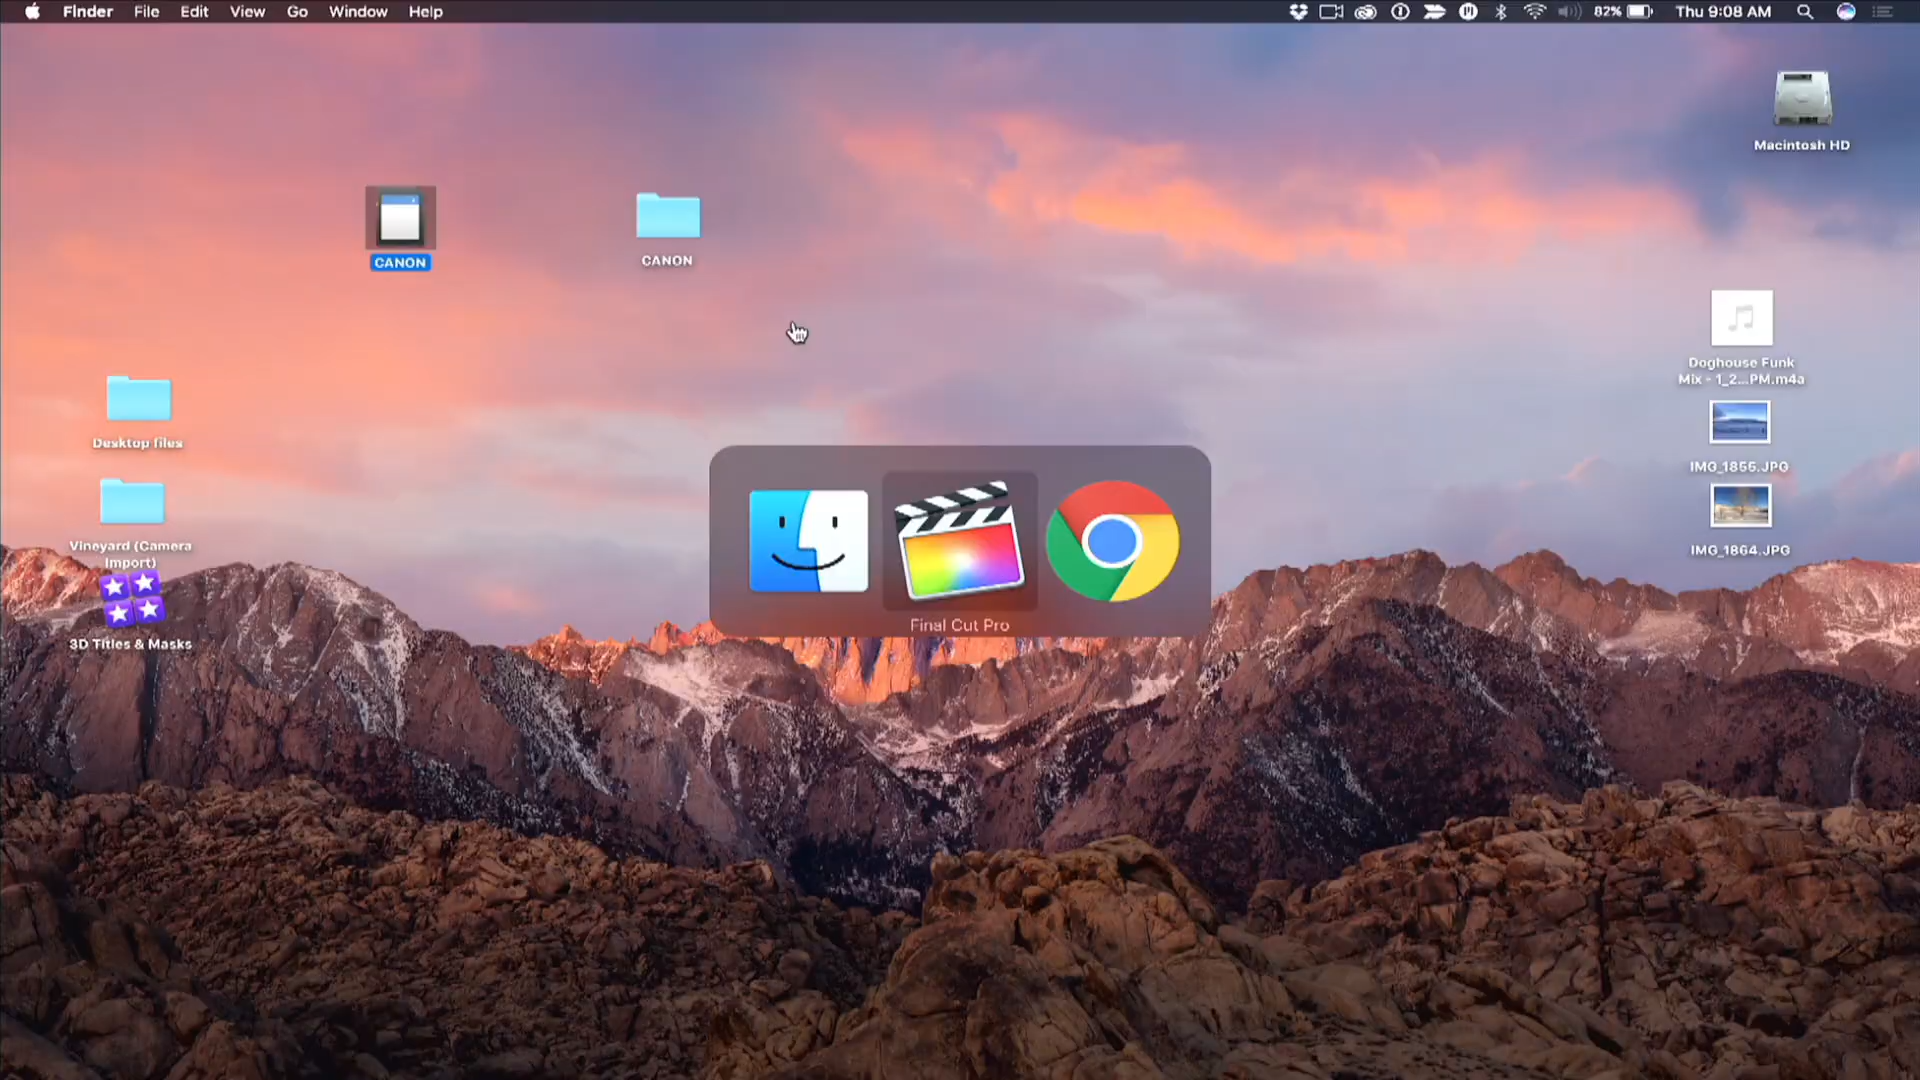 Finder File Edit View Go Window Help
82% Thu 9:08 AM
Macintosh HD
CANON
CANON
Doghouse Funk
Mix - 1_2...PM.m4a
Desktop files
IMG_1855.JPG
Vineyard (Camera
Import)
IMG_1864.JPG
Final Cut Pro
3D Titles & Masks